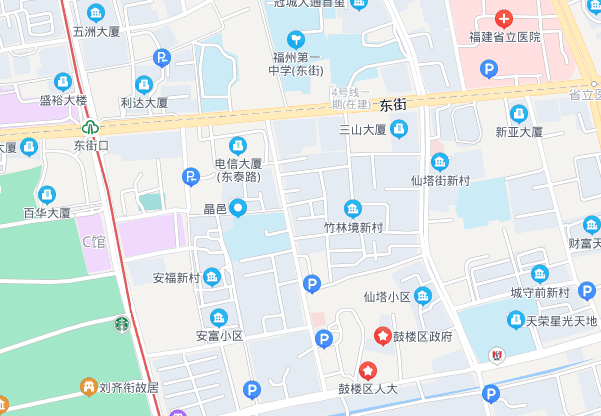 冠城大通首玺
五洲大厦
福建省立医院
P
福州第一
中学(东街)
P
盛裕大楼
利达大厦
4号线一
期(在建)
东街
省立医
三山大厦
新亚大厦
东街口
大厦
电信大厦
(东泰路)
P
仙塔街新村
百华大厦
晶邑
竹林境新村
C馆
财富天
安福新村
P
仙塔小区
城守前新村
P
安富小区
天荣星光天地
P
鼓楼区政府
刘齐衔故居
P
鼓楼区人大
P